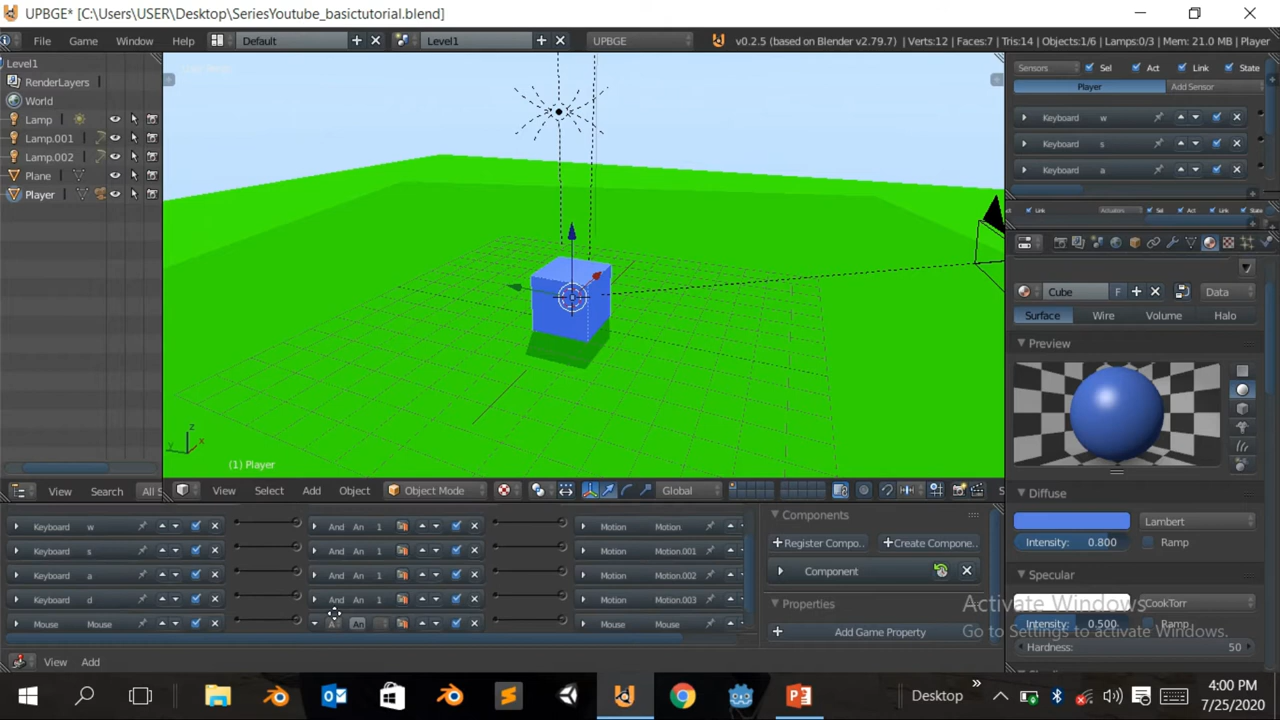 UPBGE* [C:\Users\USER\Desktop\SeriesYoutube_basictutorial.blend]
File Game Window Help Default Level1 UPBGE v0.2.5 (based on Blender v2.79.7) | Verts:12 | Faces:7 | Tris:14 | Objects:1/6 | Lamps:0/3 | Mem: 21.0 MB | Player
Level1
RenderLayers
World
Lamp
Lamp.001
Lamp.002
Plane
Player
View Search All S
z
y x
(1) Player
View Select Add Object Object Mode Global S
Sensors Sel Act Link State
Player Add Sensor
Keyboard w
Keyboard s
Keyboard a
Link Actuators Sel Act Link State
Cube F Data
Surface Wire Volume Halo
Preview
Diffuse
Lambert
Intensity: 0.800 Ramp
Specular
CookTorr
Intensity: 0.500 Ramp
Hardness: 50
Activate Windows
Go to Settings to activate Windows.
Keyboard w And An 1 Motion Motion.
Keyboard s And An 1 Motion Motion.001
Keyboard a And An 1 Motion Motion.002
Keyboard d And An 1 Motion Motion.003
Mouse Mouse An Mouse Mouse
Components
Register Compo.. Create Compone..
Component
Properties
Add Game Property
View Add
Desktop
4:00 PM
7/25/2020